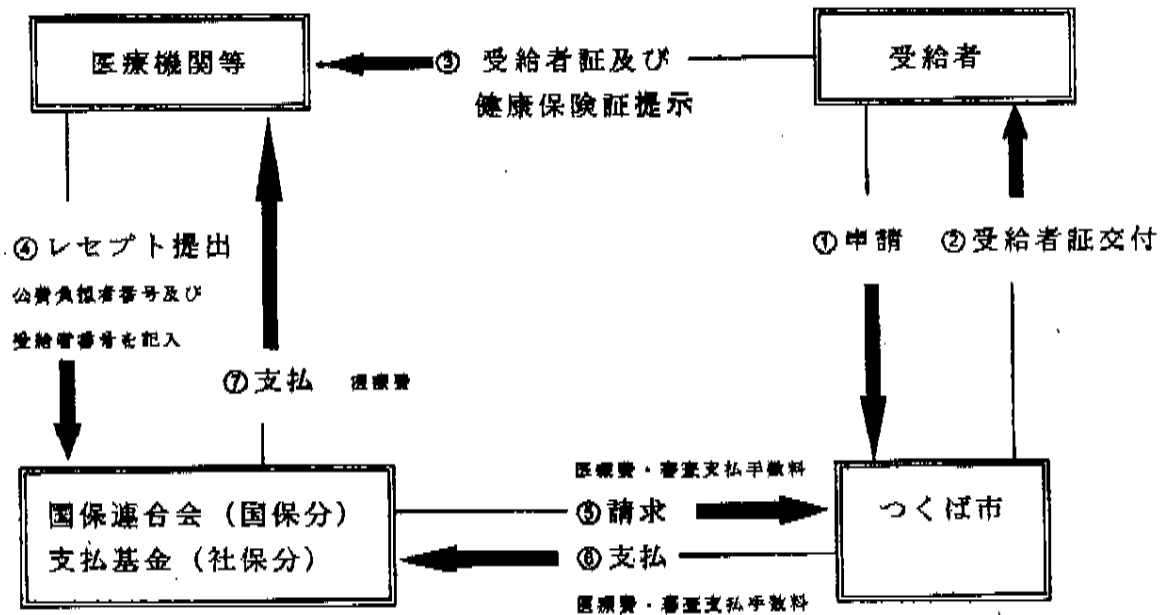 医療機関等
③ 受給者証及び
健康保険証提示
受給者
④レセプト提出
公費負担者番号及び
受給者番号を記入
①申請
②受給者証交付
⑦支払 医療費
国保連合会（国保分）
支払基金（社保分）
医療費・審査支払手数料
⑤請求
⑥支払
医療費・審査支払手数料
つくば市